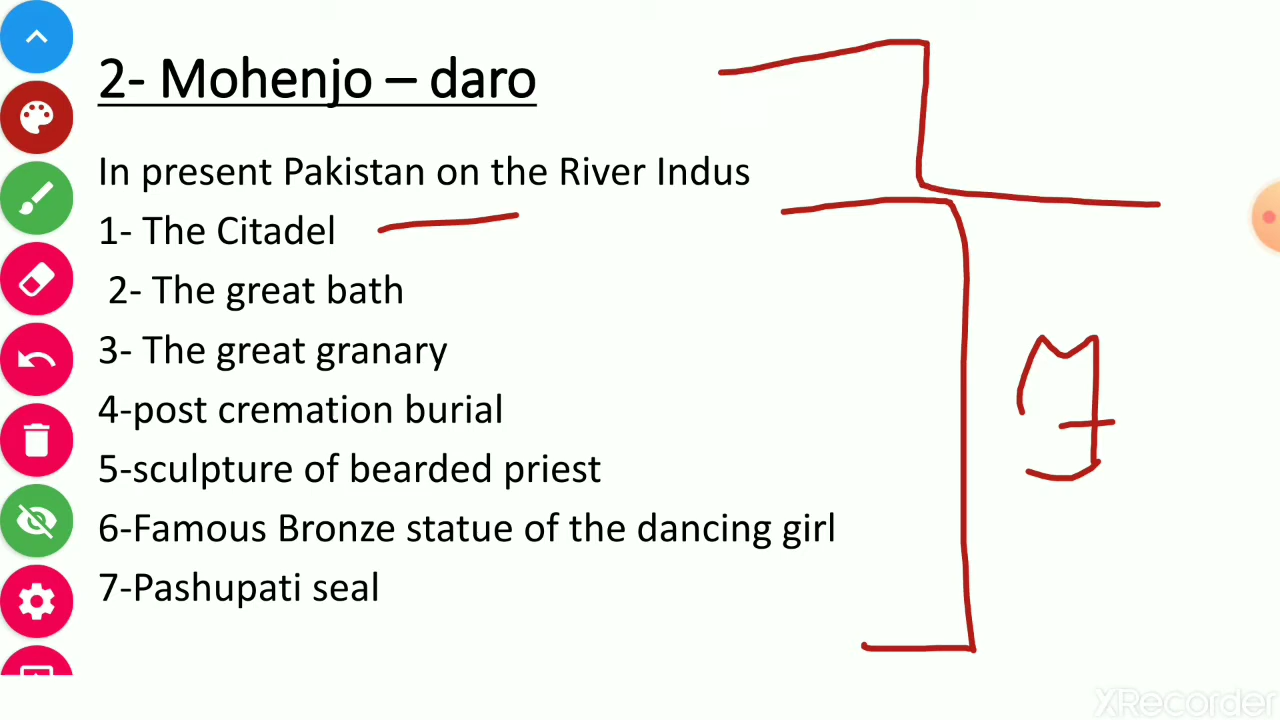 2- Mohenjo – daro
In present Pakistan on the River Indus
1- The Citadel
2- The great bath
3- The great granary
4-post cremation burial
5-sculpture of bearded priest
6-Famous Bronze statue of the dancing girl
7-Pashupati seal
XRecorder